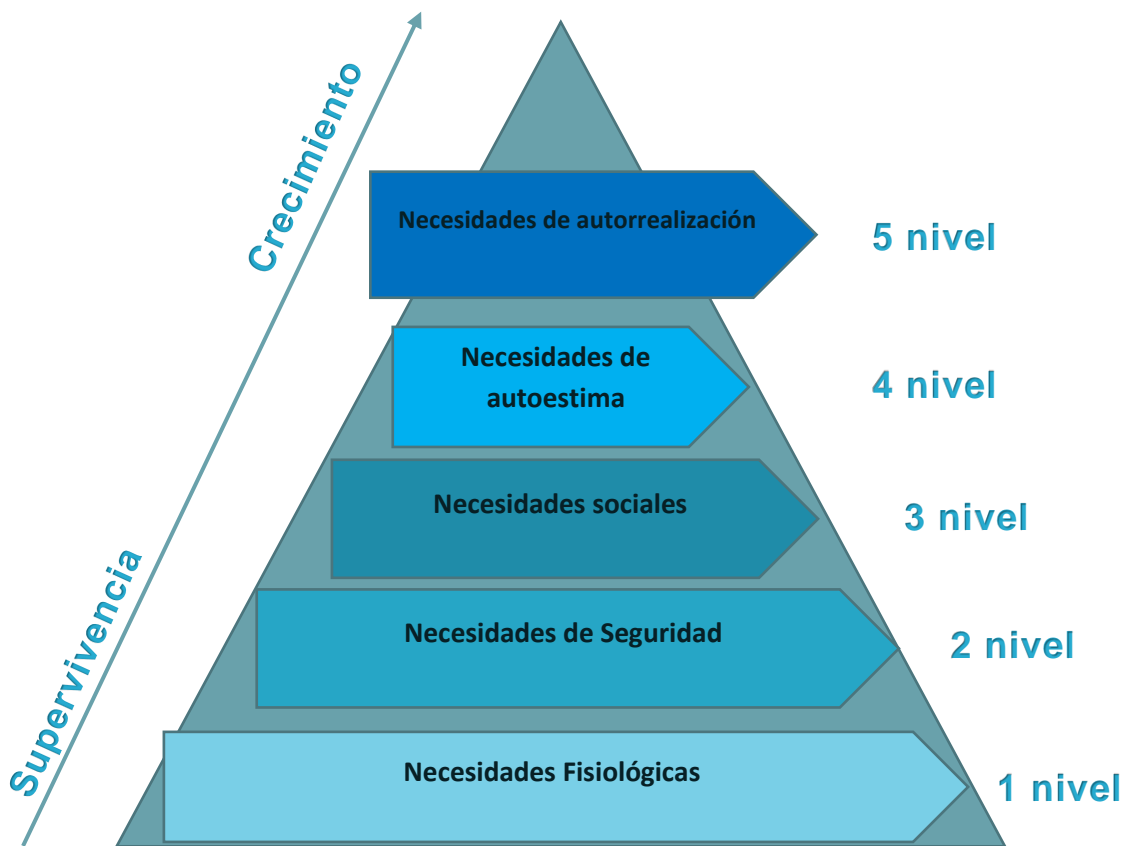 Crecimiento
Supervivencia
Necesidades de autorrealización
5 nivel
Necesidades de
autoestima
4 nivel
Necesidades sociales
3 nivel
Necesidades de Seguridad
2 nivel
Necesidades Fisiológicas
1 nivel